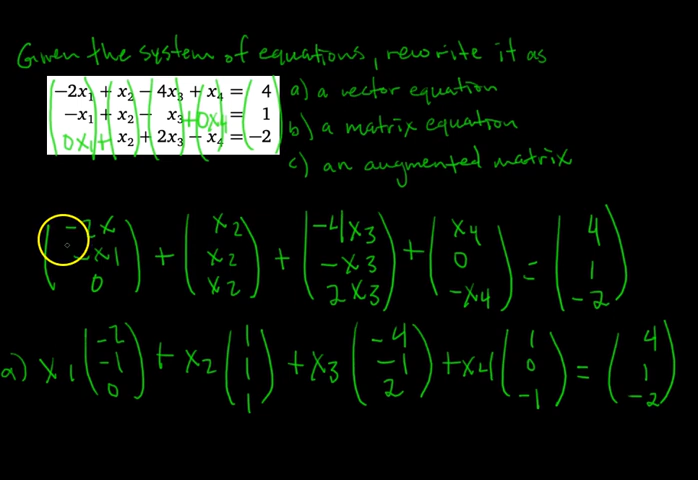 Given the system of equations, rewrite it as
−2x₁ + x₂ − 4x₃ + x₄ = 4 a) a vector equation
−x₁ + x₂ − x₃ + 0x₄ = 1 b) a matrix equation
0x₁ + x₂ + 2x₃ − x₄ = −2 c) an augmented matrix
(-2x) + (x2) + (-4x3) + (x4) = (4)
(-x1) (x2) (-x3) (0) (1)
(0) (x2) (2x3) (-x4) (-2)
a) x1 (-2) + x2 (1) + x3 (-4) + x4 (1) = (4)
(-1) (1) (-1) (0) (1)
(0) (1) (2) (-1) (-2)